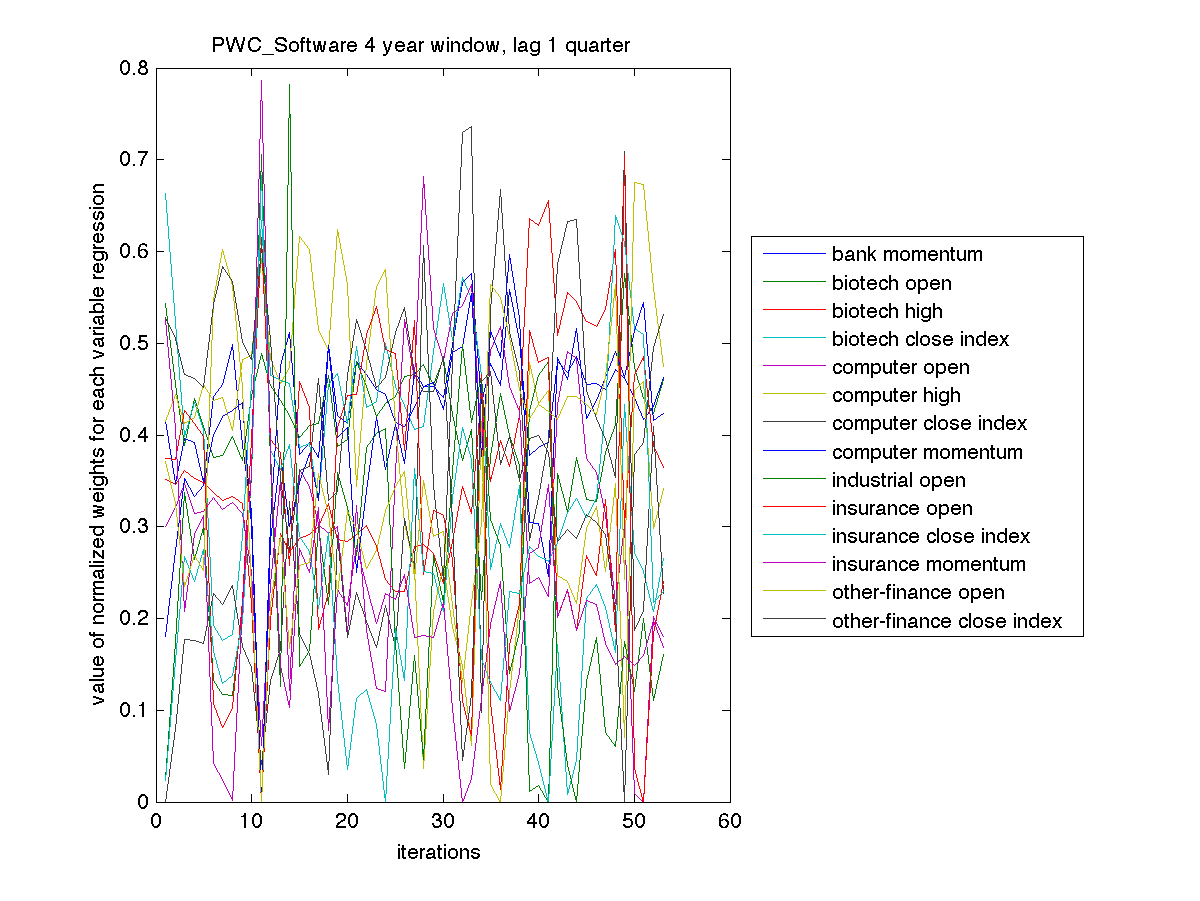 PWC_Software 4 year window, lag 1 quarter
value of normalized weights for each variable regression
0.8
0.7
0.6
0.5
0.4
0.3
0.2
0.1
0
0 10 20 30 40 50 60
iterations
bank momentum
biotech open
biotech high
biotech close index
computer open
computer high
computer close index
computer momentum
industrial open
insurance open
insurance close index
insurance momentum
other-finance open
other-finance close index